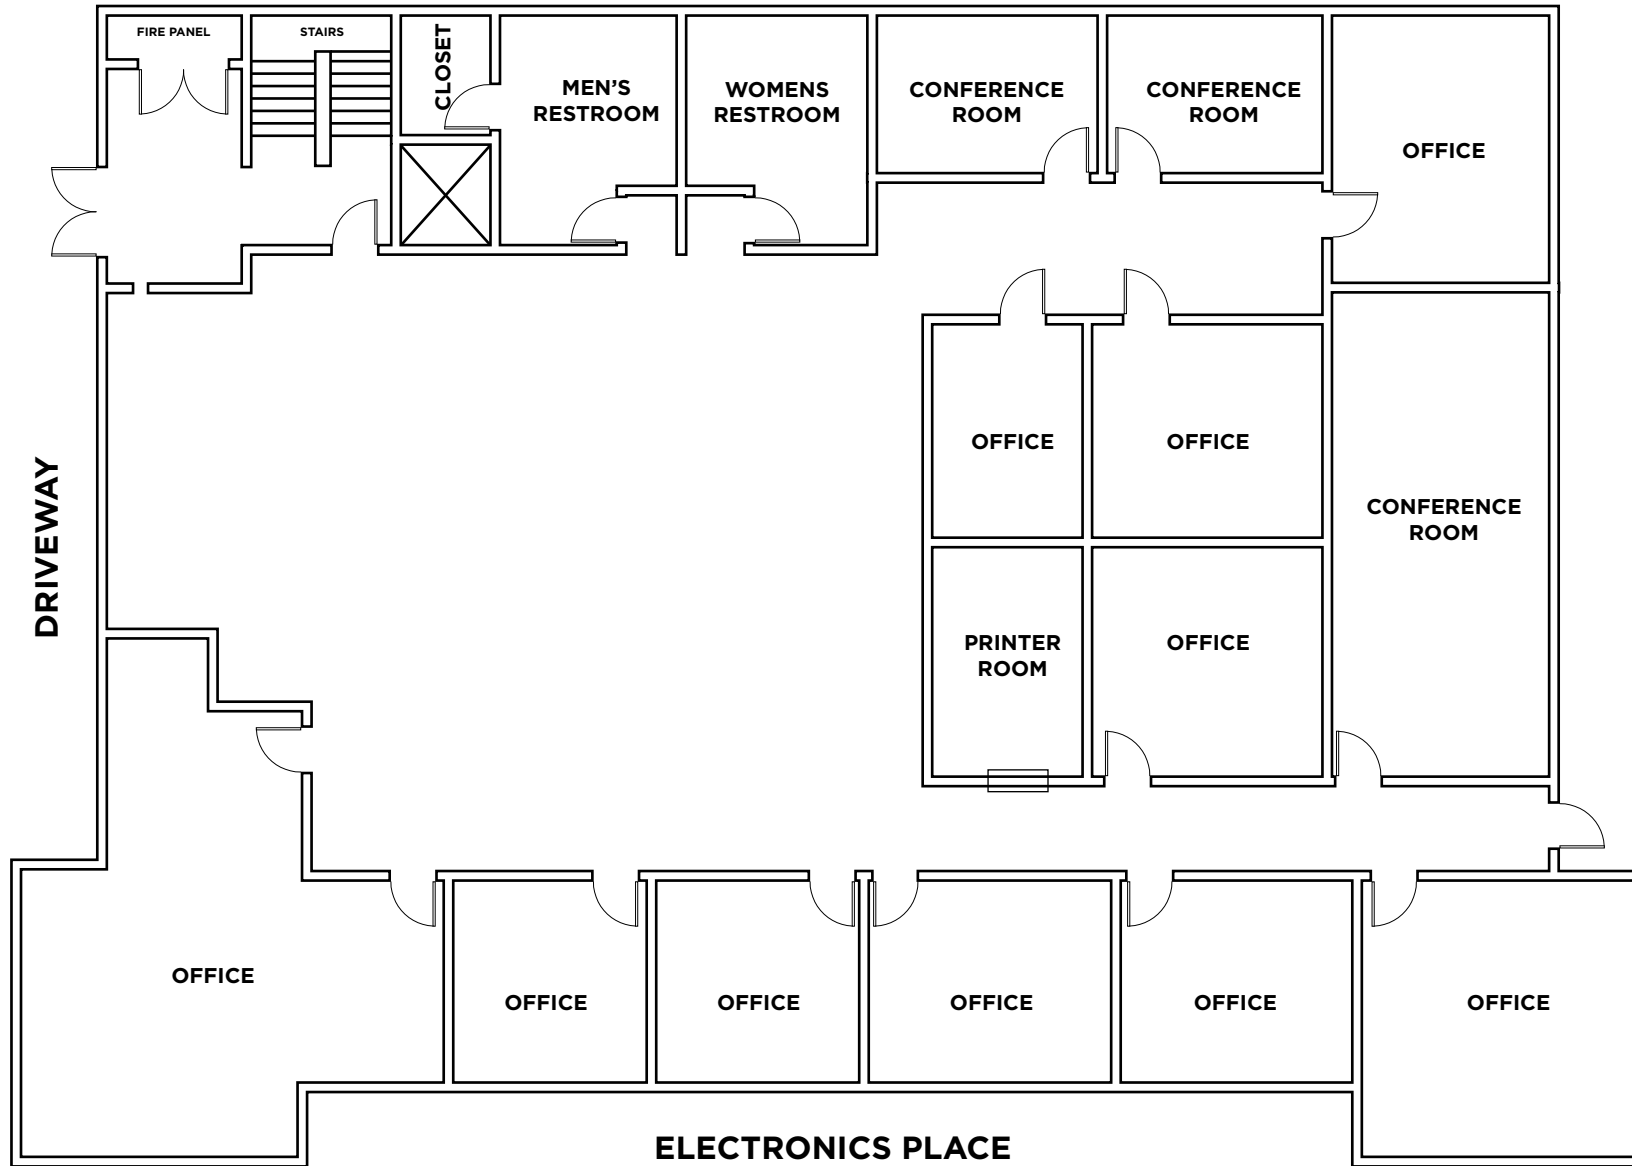 FIRE PANEL
STAIRS
CLOSET
MEN’S
RESTROOM
WOMENS
RESTROOM
CONFERENCE
ROOM
CONFERENCE
ROOM
OFFICE
OFFICE
OFFICE
CONFERENCE
ROOM
DRIVEWAY
PRINTER
ROOM
OFFICE
OFFICE
OFFICE
OFFICE
OFFICE
OFFICE
OFFICE
ELECTRONICS PLACE